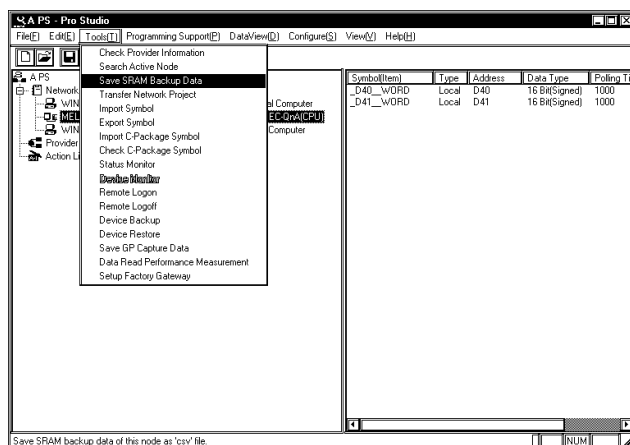 A PS - Pro Studio
File(F) Edit(E) Tools(T) Programming Support(P) DataView(D) Configure(S) View(V) Help(H)
Check Provider Information
Search Active Node
Save SRAM Backup Data
Transfer Network Project
Import Symbol
Export Symbol
Import C-Package Symbol
Check C-Package Symbol
Status Monitor
Device Monitor
Remote Logon
Remote Logoff
Device Backup
Device Restore
Save GP Capture Data
Data Read Performance Measurement
Setup Factory Gateway
A PS
Network
WIN al Computer
MEL EC-QnA(CPU)
WIN Computer
Provider
Action Li
Symbol(Item) Type Address Data Type Polling Ti
_D40__WORD Local D40 16 Bit(Signed) 1000
_D41__WORD Local D41 16 Bit(Signed) 1000
Save SRAM backup data of this node as 'csv' file.
NUM